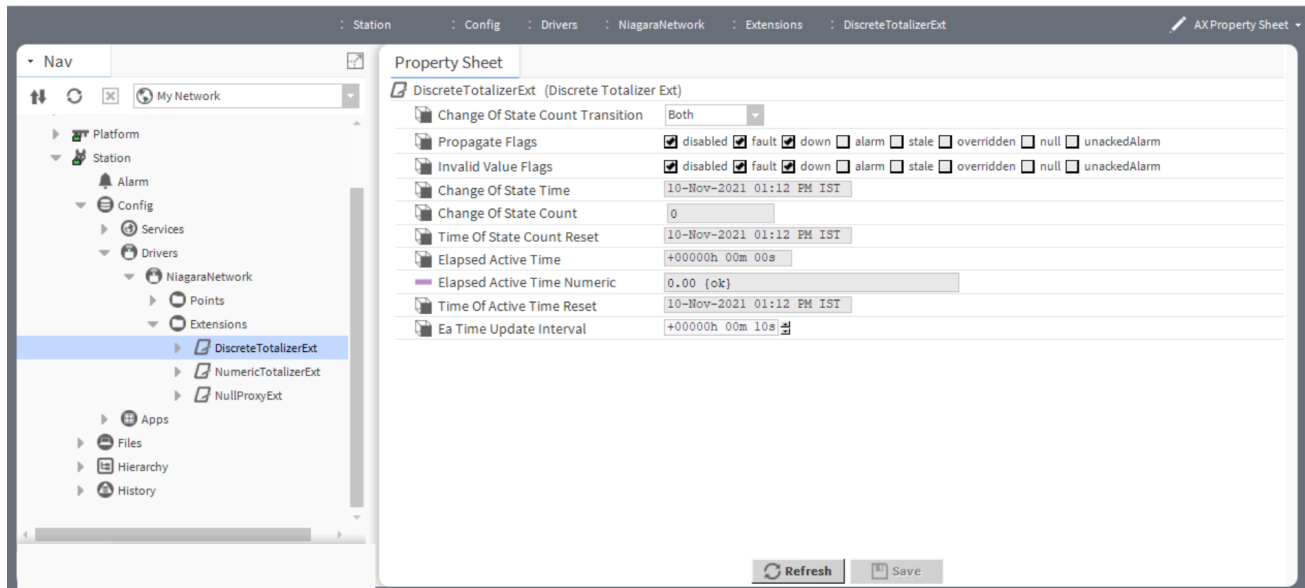 : Station : Config : Drivers : NiagaraNetwork : Extensions : DiscreteTotalizerExt AX Property Sheet
Nav
My Network
Platform
Station
Alarm
Config
Services
Drivers
NiagaraNetwork
Points
Extensions
DiscreteTotalizerExt
NumericTotalizerExt
NullProxyExt
Apps
Files
Hierarchy
History
Property Sheet
DiscreteTotalizerExt (Discrete Totalizer Ext)
Change Of State Count Transition Both
Propagate Flags disabled fault down alarm stale overridden null unackedAlarm
Invalid Value Flags disabled fault down alarm stale overridden null unackedAlarm
Change Of State Time 10-Nov-2021 01:12 PM IST
Change Of State Count 0
Time Of State Count Reset 10-Nov-2021 01:12 PM IST
Elapsed Active Time +00000h 00m 00s
Elapsed Active Time Numeric 0.00 {ok}
Time Of Active Time Reset 10-Nov-2021 01:12 PM IST
Ea Time Update Interval +00000h 00m 10s
Refresh Save